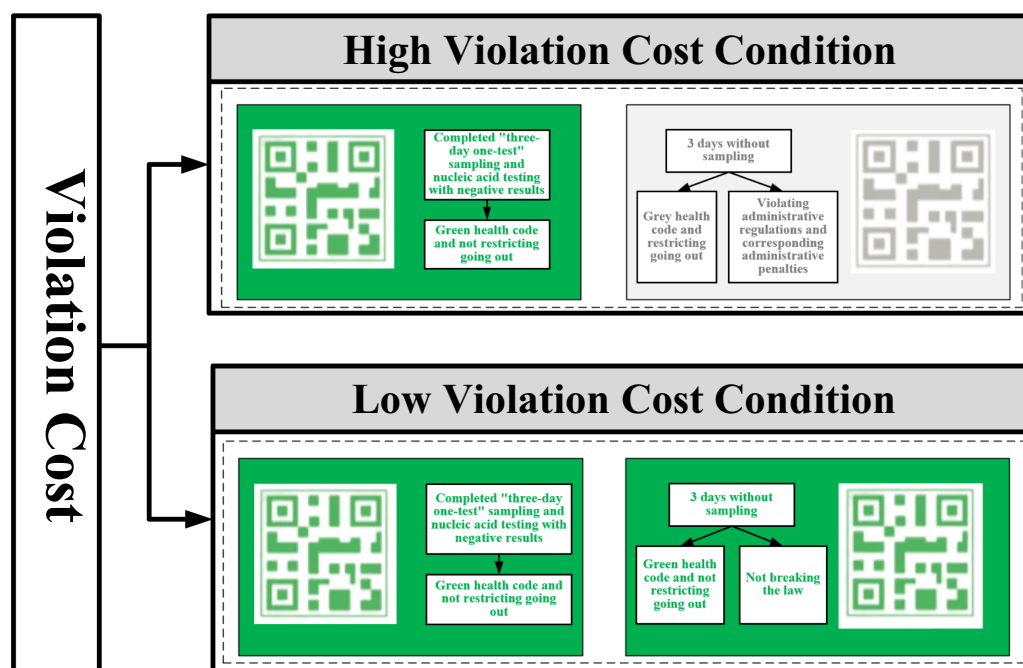 Violation Cost
High Violation Cost Condition
Completed "three-
day one-test"
sampling and
nucleic acid testing
with negative results
Green health code
and not restricting
going out
3 days without
sampling
Grey health
code and
restricting
going out
Violating
administrative
regulations and
corresponding
administrative
penalties
Low Violation Cost Condition
Completed "three-day
one-test" sampling and
nucleic acid testing with
negative results
Green health code and
not restricting going
out
3 days without
sampling
Green health
code and not
restricting
going out
Not breaking
the law